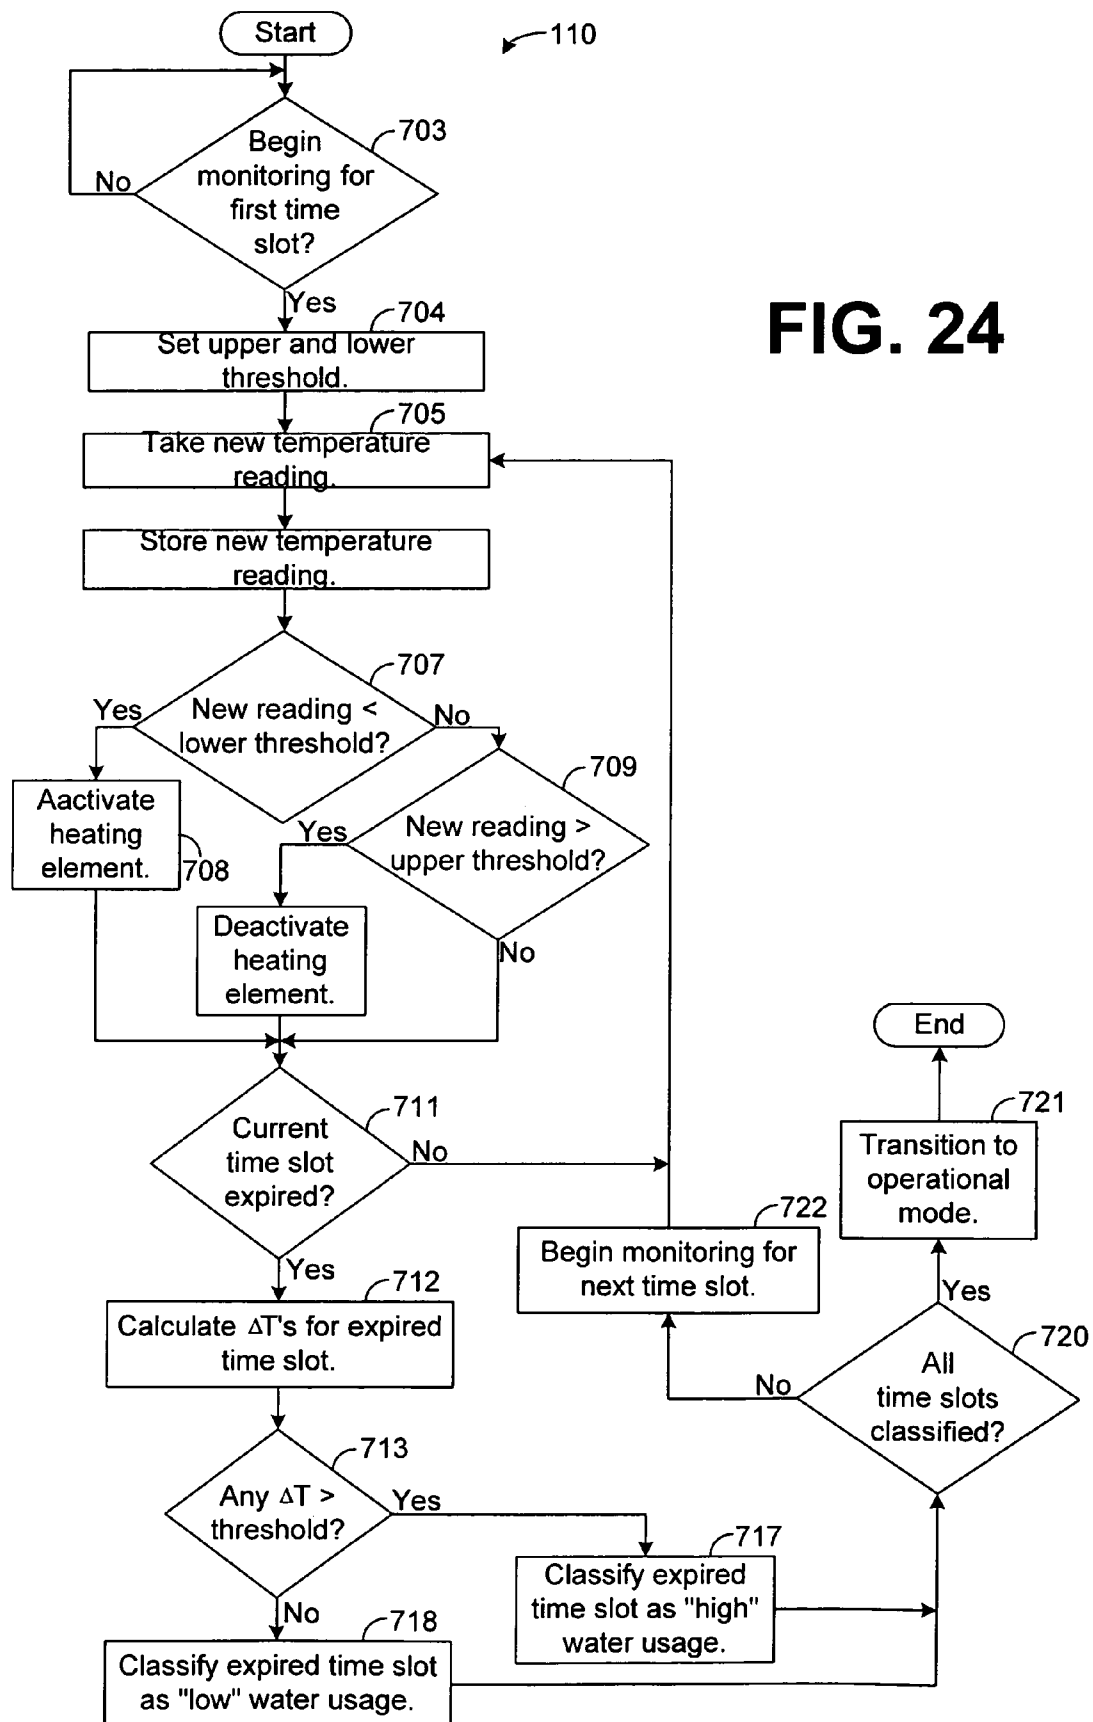 Start
110
703
Begin
monitoring for
first time
slot?
No
Yes
FIG. 24
704
Set upper and lower
threshold.
705
Take new temperature
reading.
Store new temperature
reading.
707
New reading <
lower threshold?
Yes
No
709
New reading >
upper threshold?
Aactivate
heating
element.
708
Yes
Deactivate
heating
element.
No
711
Current
time slot
expired?
No
Yes
End
721
Transition to
operational
mode.
722
Begin monitoring for
next time slot.
Yes
712
Calculate ΔT's for expired
time slot.
720
All
time slots
classified?
No
713
Any ΔT >
threshold?
Yes
717
Classify expired
time slot as "high"
water usage.
No
718
Classify expired time slot
as "low" water usage.